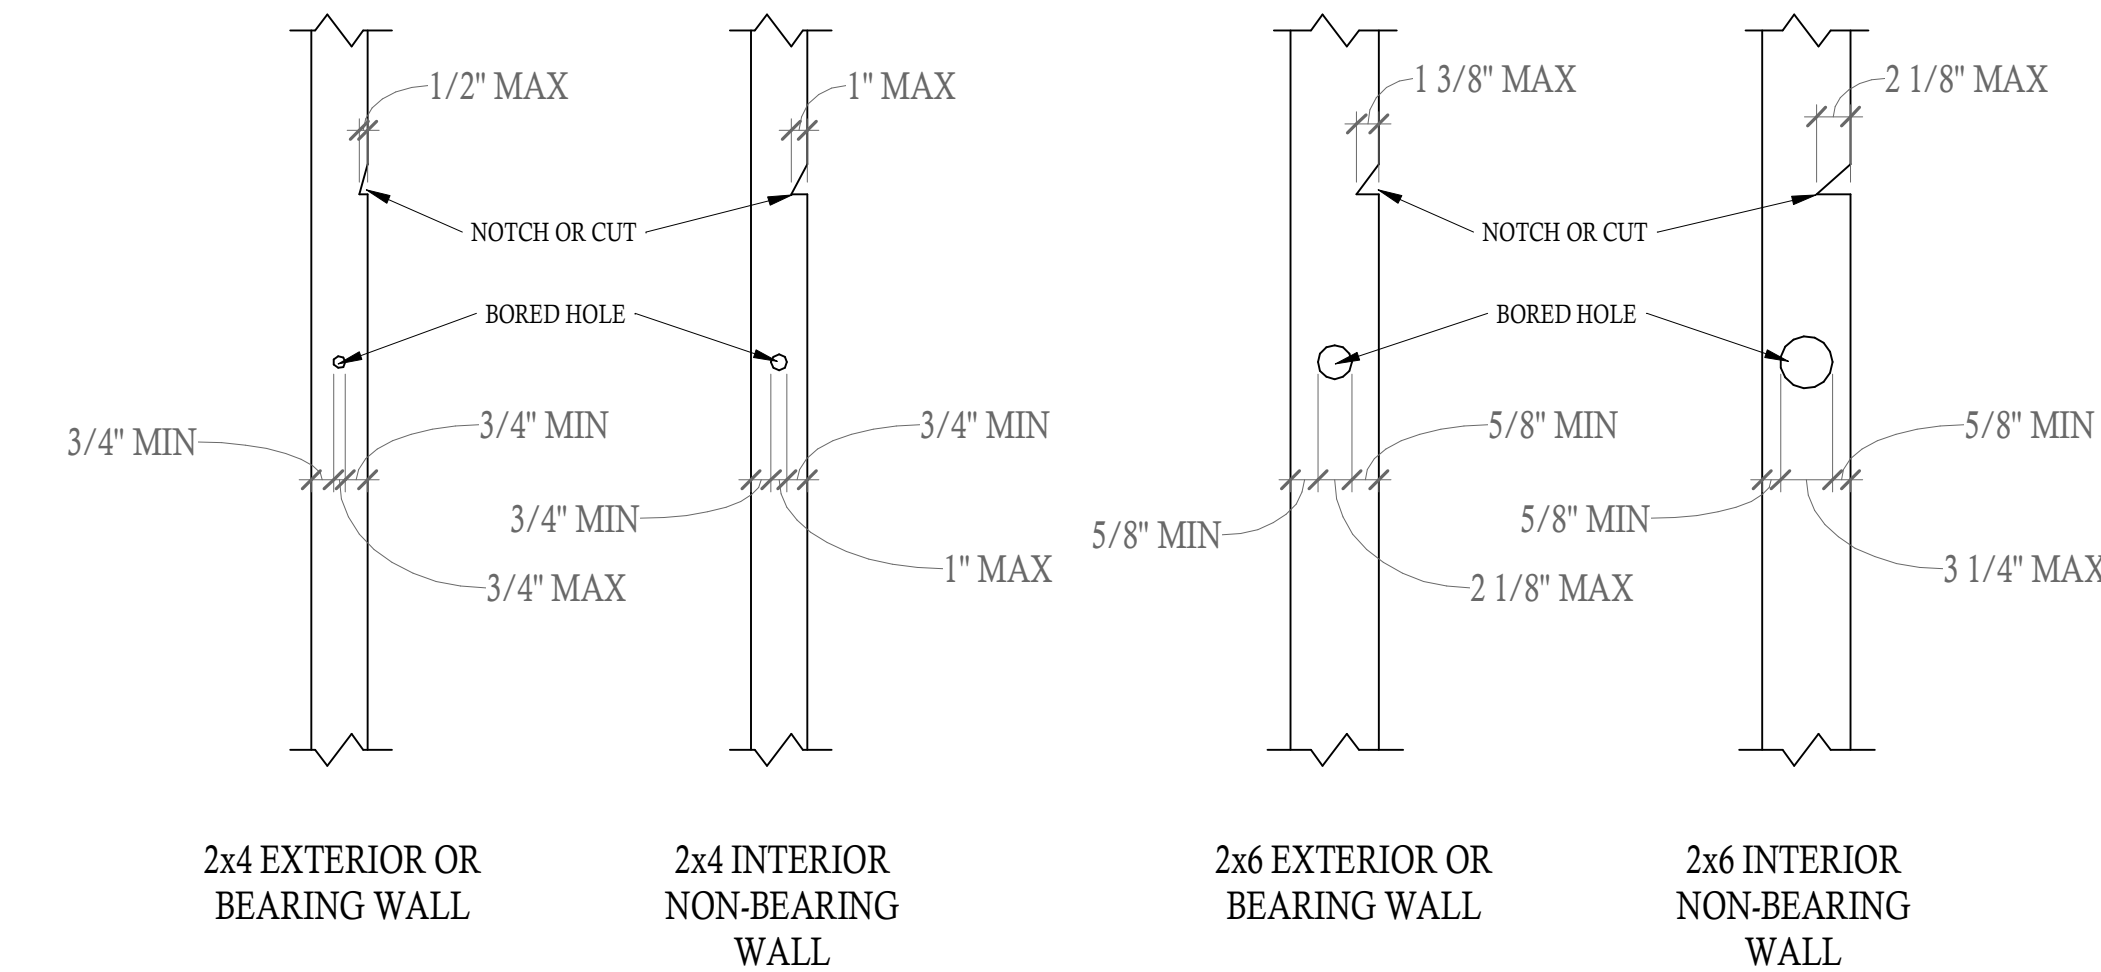 1/2" MAX
1" MAX
1 3/8" MAX
2 1/8" MAX
NOTCH OR CUT
NOTCH OR CUT
BORED HOLE
BORED HOLE
3/4" MIN
3/4" MIN
3/4" MIN
5/8" MIN
5/8" MIN
3/4" MIN
5/8" MIN
5/8" MIN
3/4" MAX
1" MAX
2 1/8" MAX
3 1/4" MAX
2x4 EXTERIOR OR
BEARING WALL
2x4 INTERIOR
NON-BEARING
WALL
2x6 EXTERIOR OR
BEARING WALL
2x6 INTERIOR
NON-BEARING
WALL